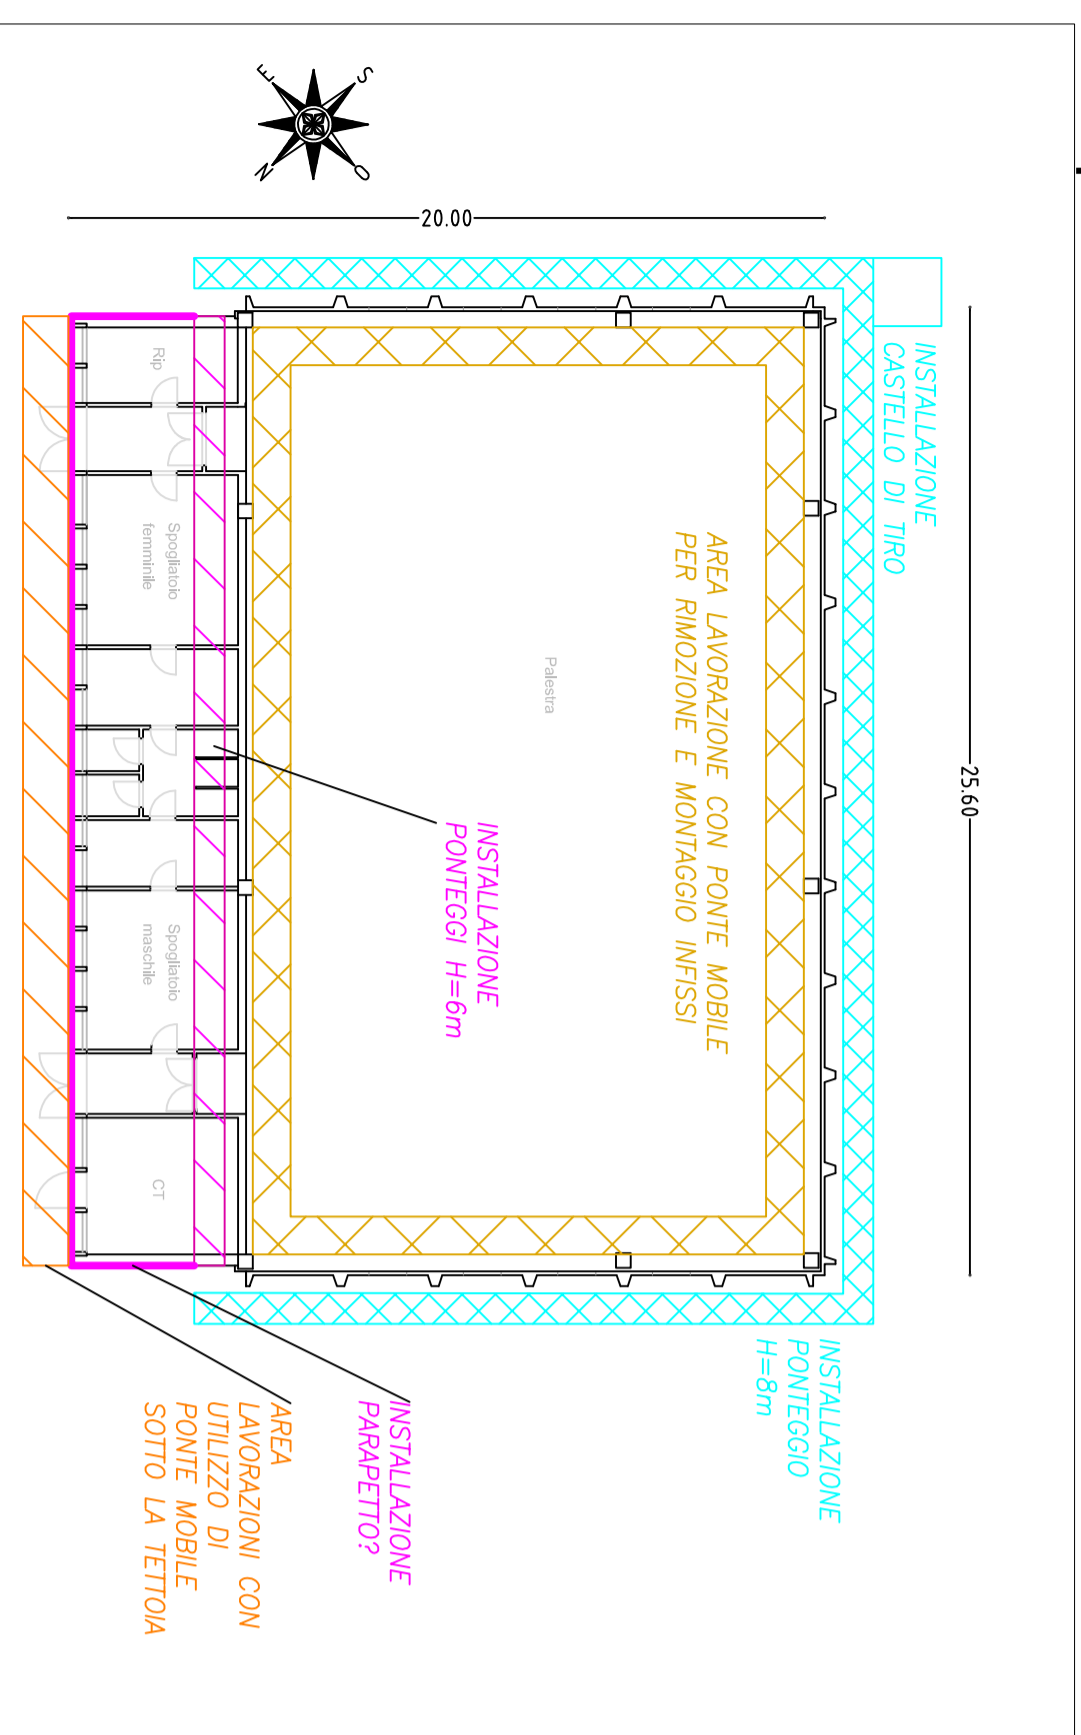 E
S
N
O
20.00
25.60
INSTALLAZIONE
CASTELLO DI TIRO
AREA LAVORAZIONE CON PONTE MOBILE
PER RIMOZIONE E MONTAGGIO INFISSI
Palestra
INSTALLAZIONE
PONTEGGI H=6m
Rip
Spogliatoio
femminile
Spogliatoio
maschile
CT
INSTALLAZIONE
PONTEGGIO
H=8m
INSTALLAZIONE
PARAPETTO?
AREA
LAVORAZIONI CON
UTILIZZO DI
PONTE MOBILE
SOTTO LA TETTOIA